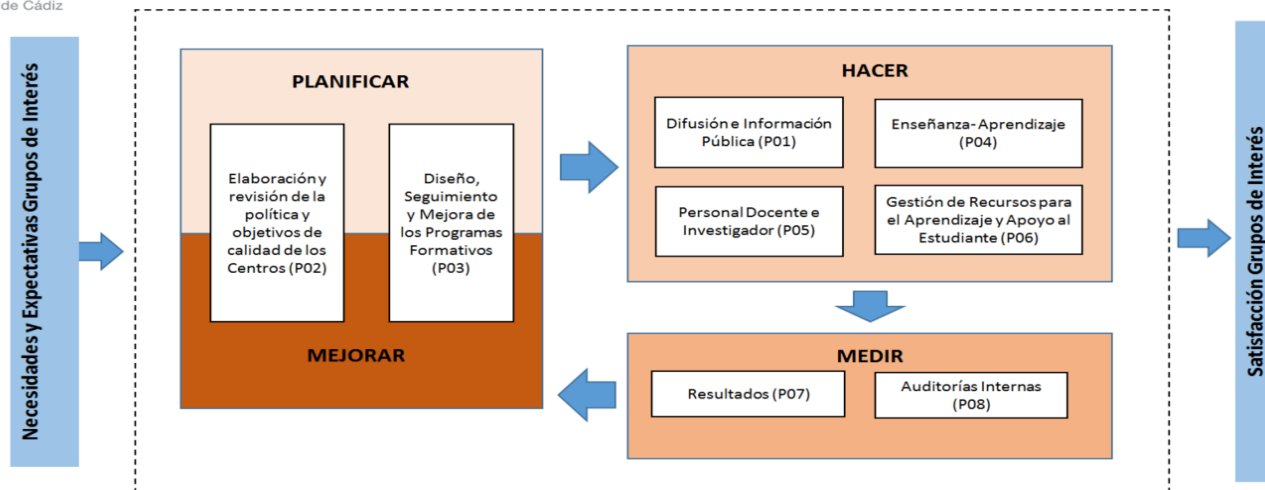 de Cádiz
Necesidades y Expectativas Grupos de Interés
PLANIFICAR
Elaboración y
revisión de la
política y
objetivos de
calidad de los
Centros (P02)
Diseño,
Seguimiento
y Mejora de
los Programas
Formativos
(P03)
MEJORAR
HACER
Difusión e Información
Pública (P01)
Enseñanza-Aprendizaje
(P04)
Personal Docente e
Investigador (P05)
Gestión de Recursos para
el Aprendizaje y Apoyo al
Estudiante (P06)
MEDIR
Resultados (P07)
Auditorías Internas
(P08)
Satisfacción Grupos de Interés